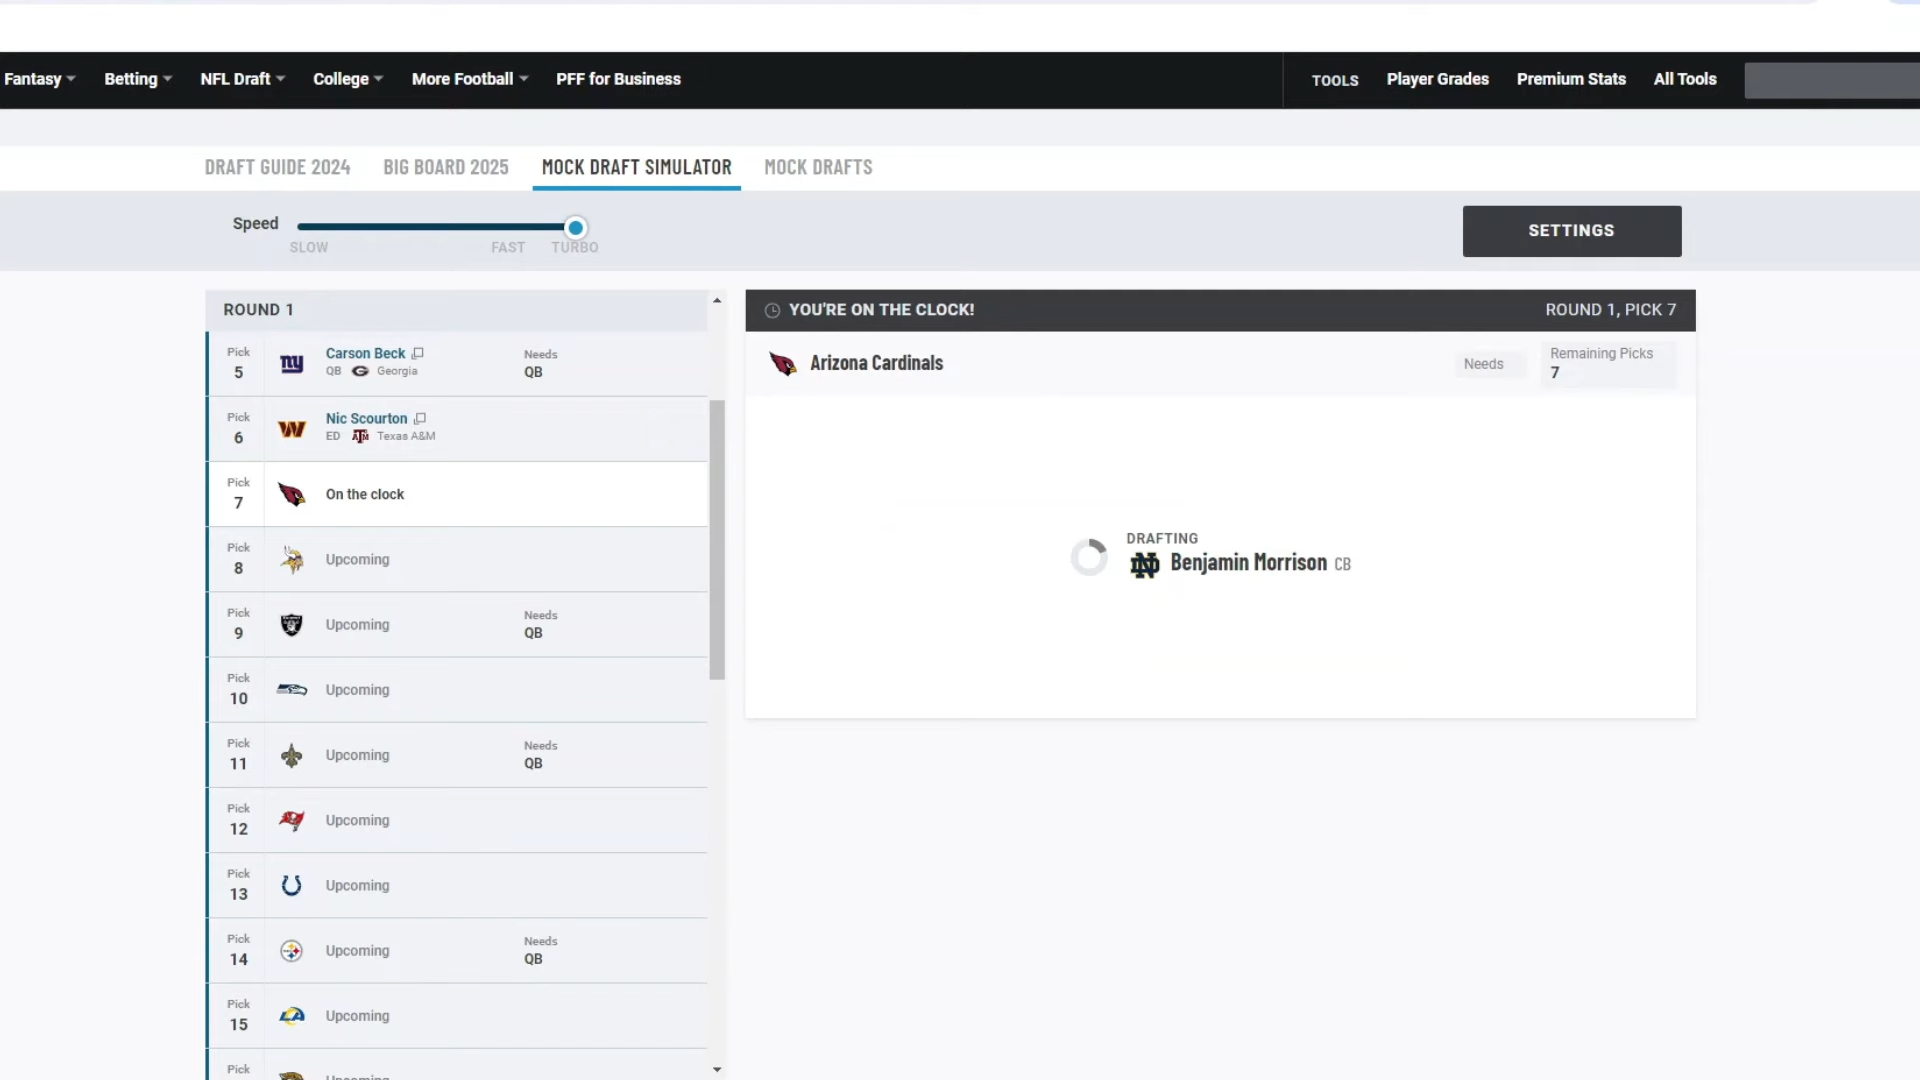 Fantasy Betting NFL Draft College More Football PFF for Business TOOLS Player Grades Premium Stats All Tools
DRAFT GUIDE 2024 BIG BOARD 2025 MOCK DRAFT SIMULATOR MOCK DRAFTS
Speed
SLOW FAST TURBO
SETTINGS
ROUND 1
Pick
5
ny
Carson Beck
QB G Georgia
Needs
QB
Pick
6
W
Nic Scourton
ED ATM Texas A&M
Pick
7
On the clock
Pick
8
Upcoming
Pick
9
Upcoming
Needs
QB
Pick
10
Upcoming
Pick
11
Upcoming
Needs
QB
Pick
12
Upcoming
Pick
13
Upcoming
Pick
14
Upcoming
Needs
QB
Pick
15
LA
Upcoming
Pick
YOU'RE ON THE CLOCK! ROUND 1, PICK 7
Arizona Cardinals
Needs
Remaining Picks
7
DRAFTING
ND Benjamin Morrison CB